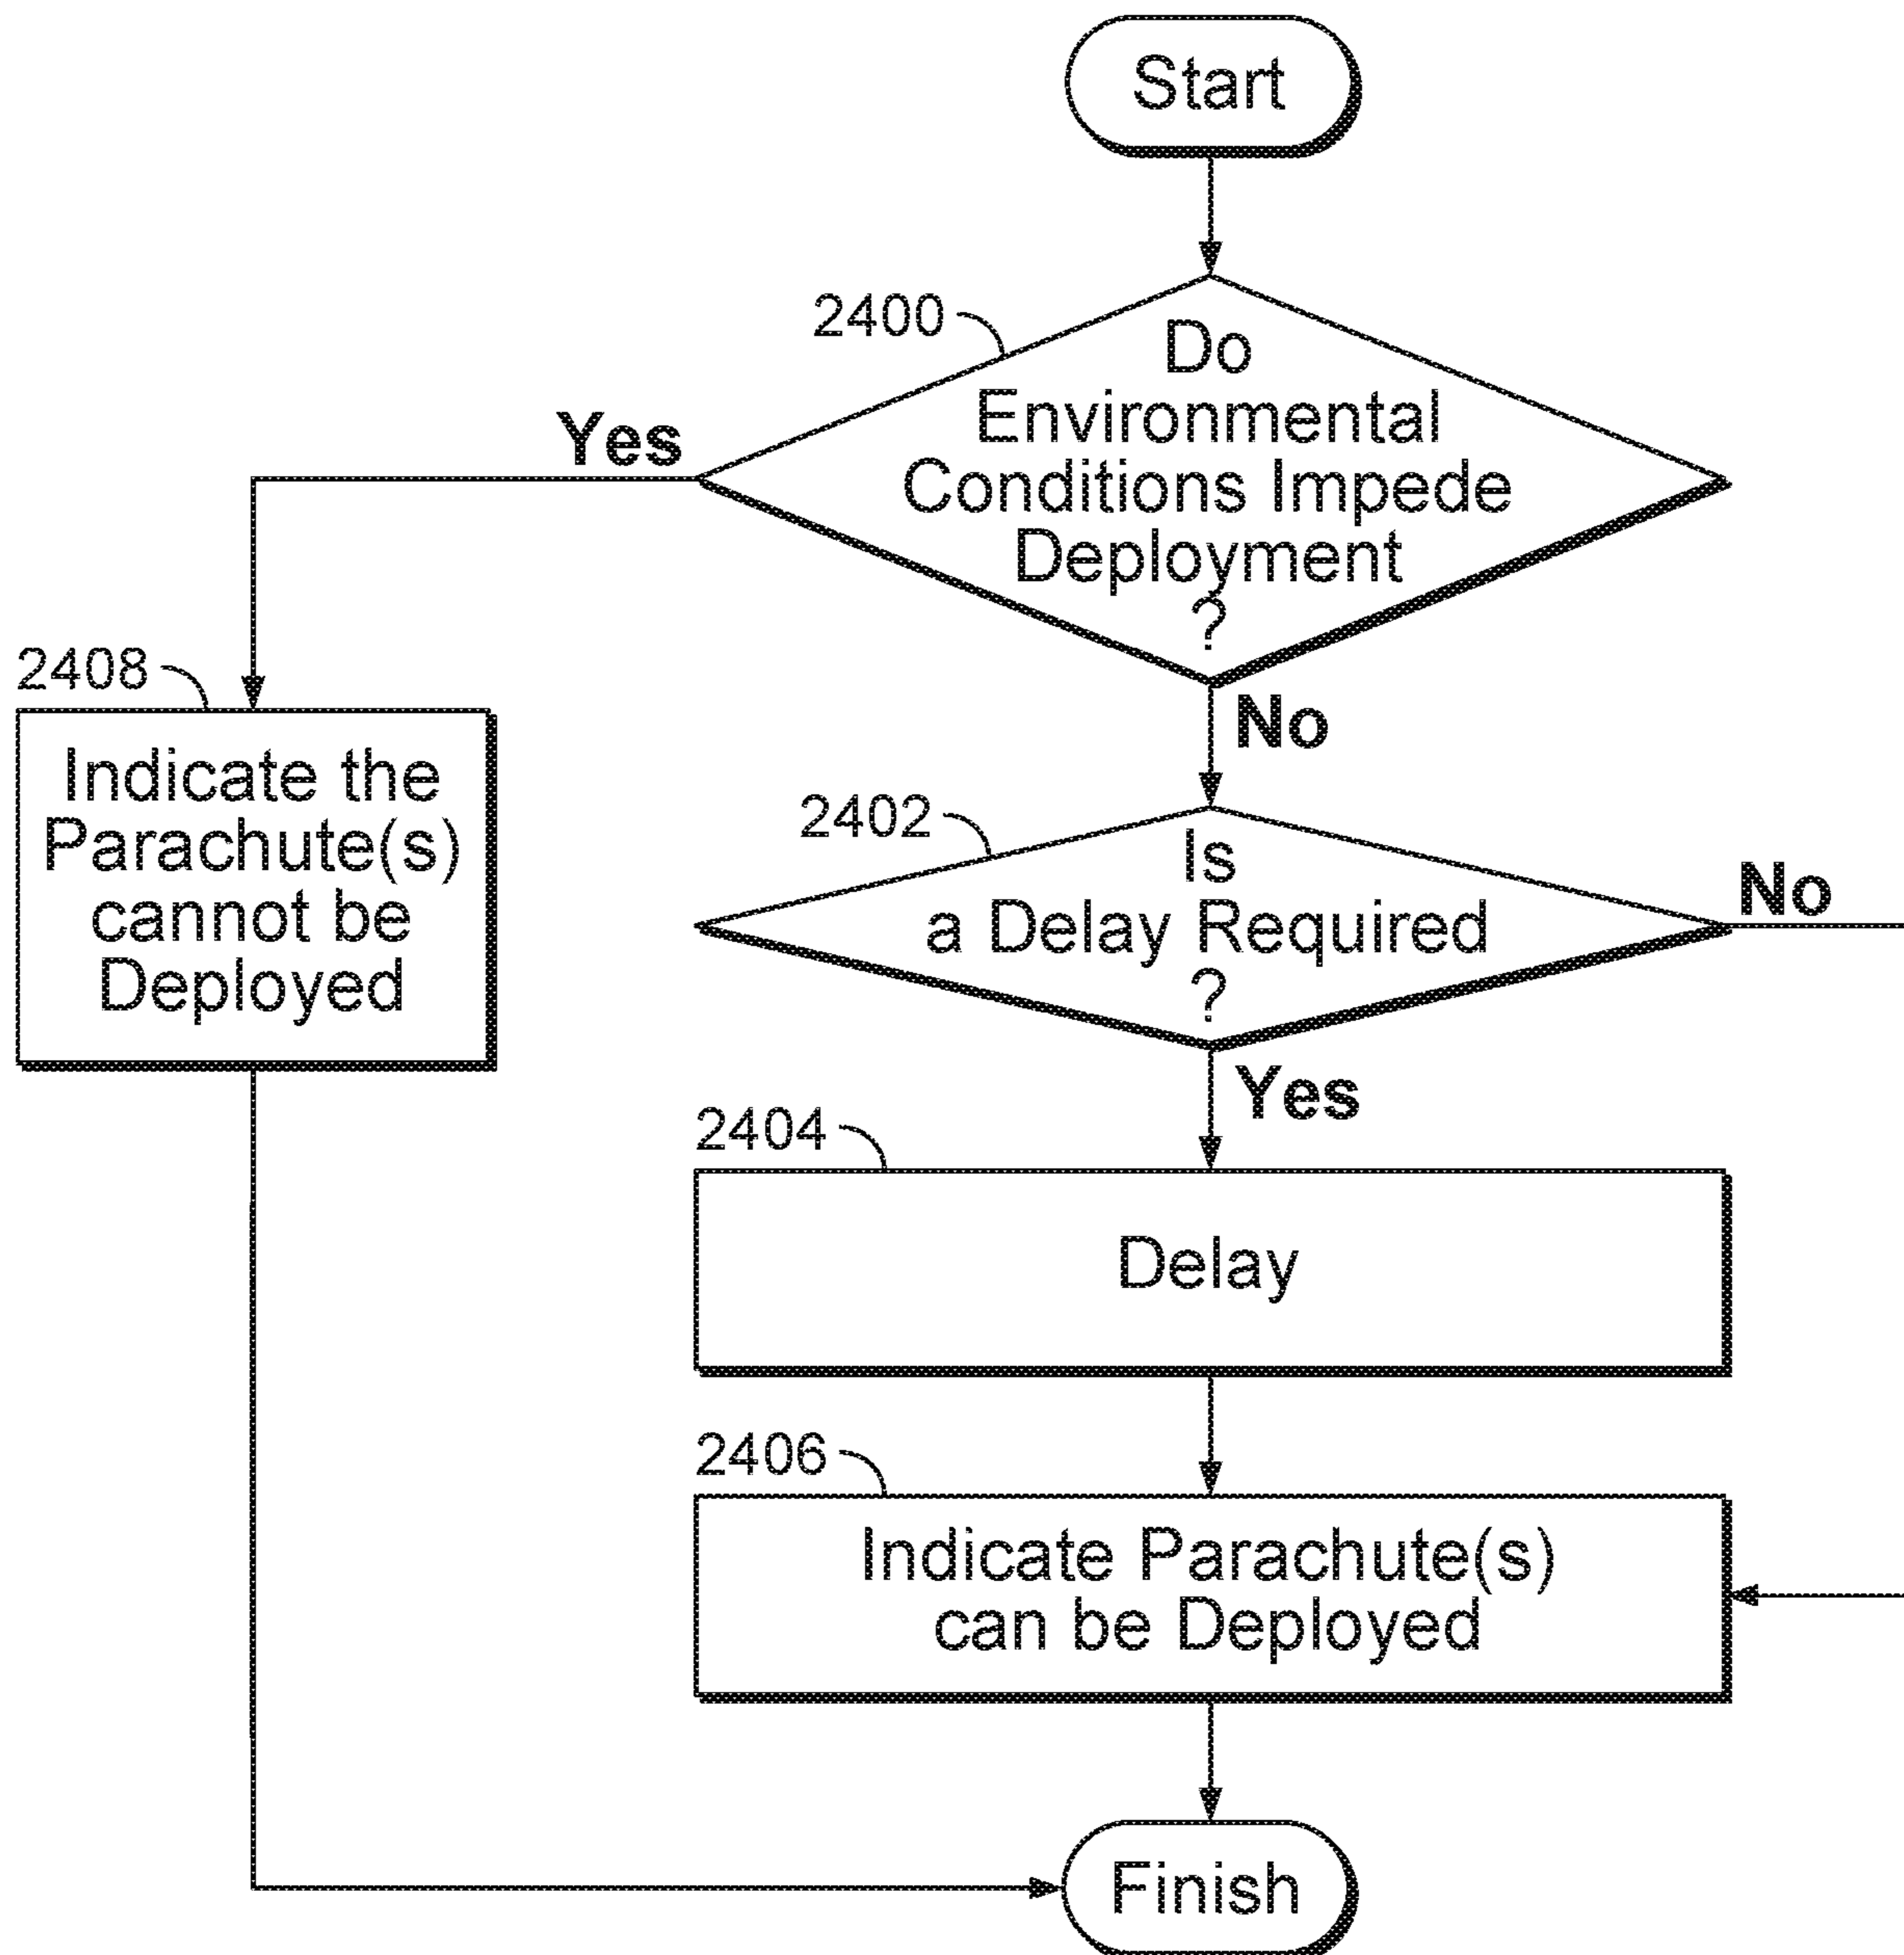 Start
2400
Do
Environmental
Conditions Impede
Deployment
?
Yes
No
2408
Indicate the
Parachute(s)
cannot be
Deployed
2402
Is
a Delay Required
?
No
Yes
2404
Delay
2406
Indicate Parachute(s)
can be Deployed
Finish